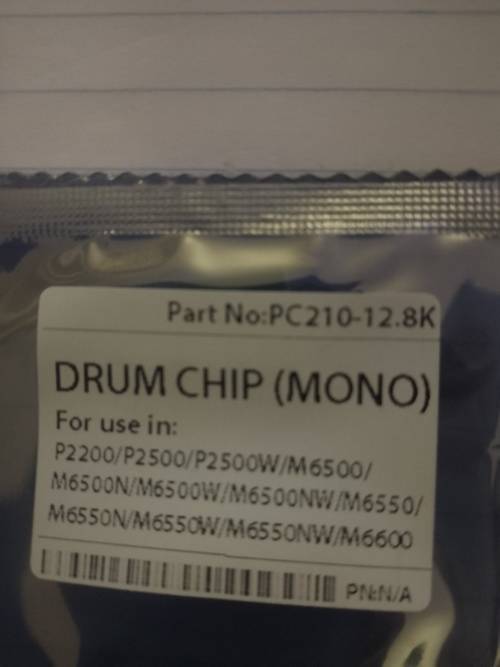 Part No:PC210-12.8K
DRUM CHIP (MONO)
For use in:
P2200/P2500/P2500W/M6500/
M6500N/M6500W/M6500NW/M6550/
M6550N/M6550W/M6550NW/M6600
PN:N/A